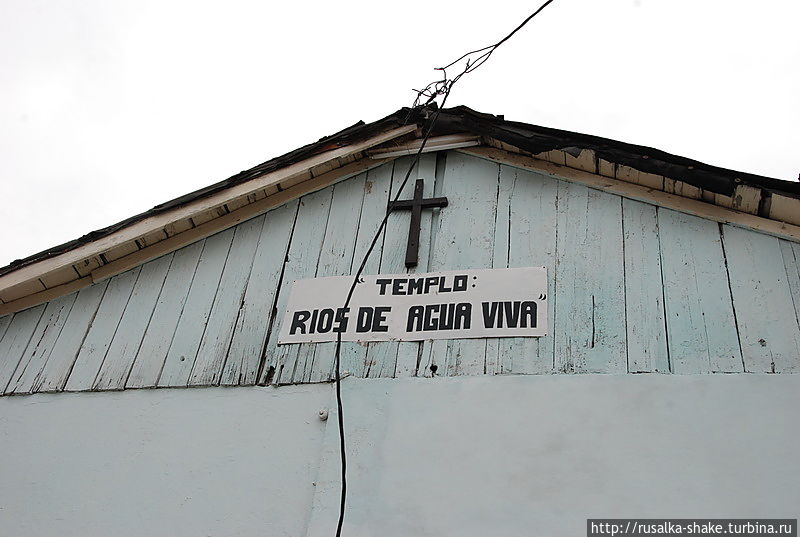 “TEMPLO:
RIOS DE AGUA VIVA”
http://rusalka-shake.turbina.ru